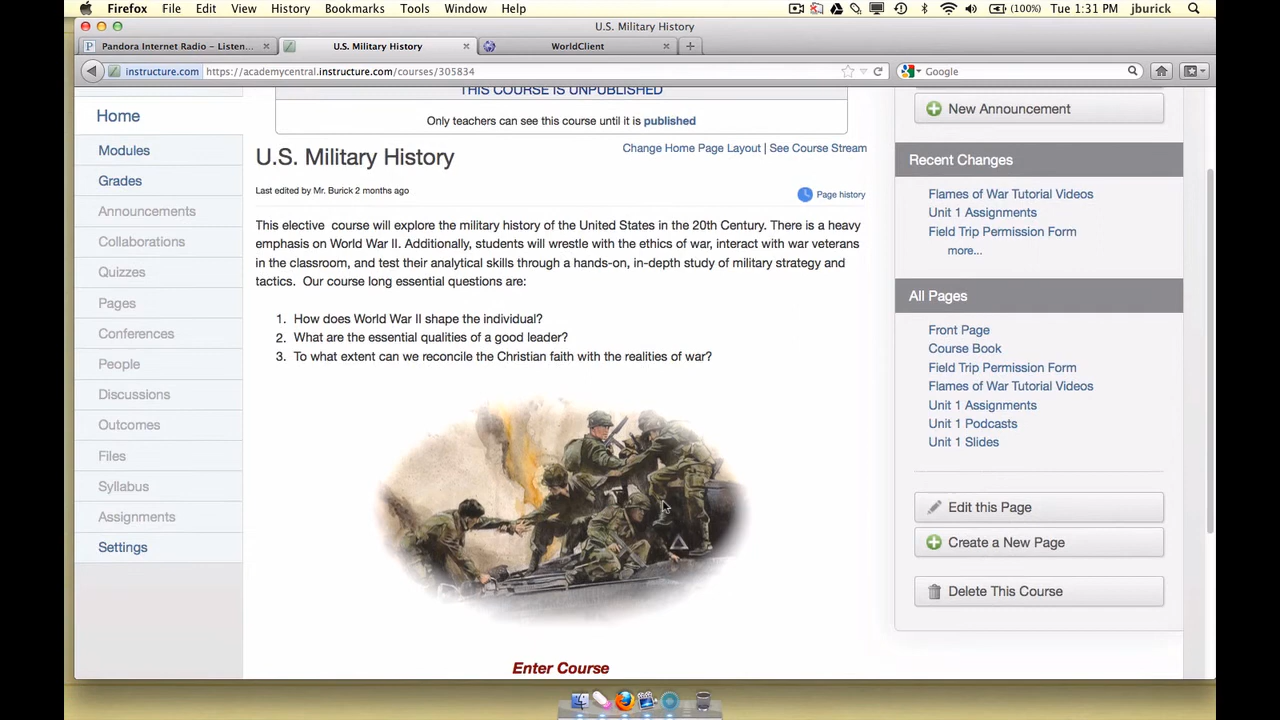 Firefox File Edit View History Bookmarks Tools Window Help (100%) Tue 1:31 PM jburick
U.S. Military History
Pandora Internet Radio – Listen... U.S. Military History WorldClient
instructure.com https://academycentral.instructure.com/courses/305834 Google
Home
Modules
Grades
Announcements
Collaborations
Quizzes
Pages
Conferences
People
Discussions
Outcomes
Files
Syllabus
Assignments
Settings
THIS COURSE IS UNPUBLISHED
Only teachers can see this course until it is published
U.S. Military History
Change Home Page Layout | See Course Stream
Last edited by Mr. Burick 2 months ago
Page history
This elective course will explore the military history of the United States in the 20th Century. There is a heavy
emphasis on World War II. Additionally, students will wrestle with the ethics of war, interact with war veterans
in the classroom, and test their analytical skills through a hands-on, in-depth study of military strategy and
tactics. Our course long essential questions are:
1. How does World War II shape the individual?
2. What are the essential qualities of a good leader?
3. To what extent can we reconcile the Christian faith with the realities of war?
Enter Course
New Announcement
Recent Changes
Flames of War Tutorial Videos
Unit 1 Assignments
Field Trip Permission Form
more...
All Pages
Front Page
Course Book
Field Trip Permission Form
Flames of War Tutorial Videos
Unit 1 Assignments
Unit 1 Podcasts
Unit 1 Slides
Edit this Page
Create a New Page
Delete This Course